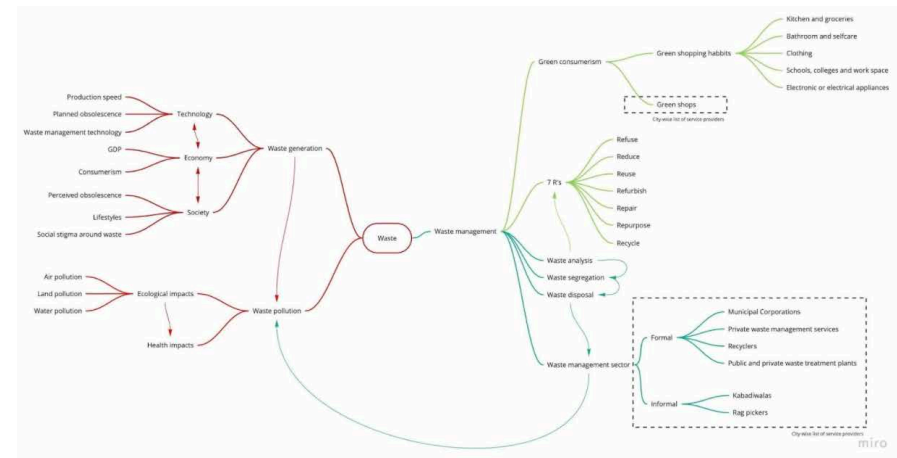 Production speed
Planned obsolescence
Waste management technology
Technology
GDP
Consumerism
Economy
Perceived obsolescence
Lifestyles
Social stigma around waste
Society
Waste generation
Air pollution
Land pollution
Water pollution
Ecological impacts
Health impacts
Waste pollution
Waste
Waste management
Green consumerism
Green shopping habbits
Kitchen and groceries
Bathroom and selfcare
Clothing
Schools, colleges and work space
Electronic or electrical appliances
Green shops
City-wise list of service providers
7 R's
Refuse
Reduce
Reuse
Refurbish
Repair
Repurpose
Recycle
Waste analysis
Waste segregation
Waste disposal
Waste management sector
Formal
Municipal Corporations
Private waste management services
Recyclers
Public and private waste treatment plants
Informal
Kabadiwalas
Rag pickers
City-wise list of service providers
miro